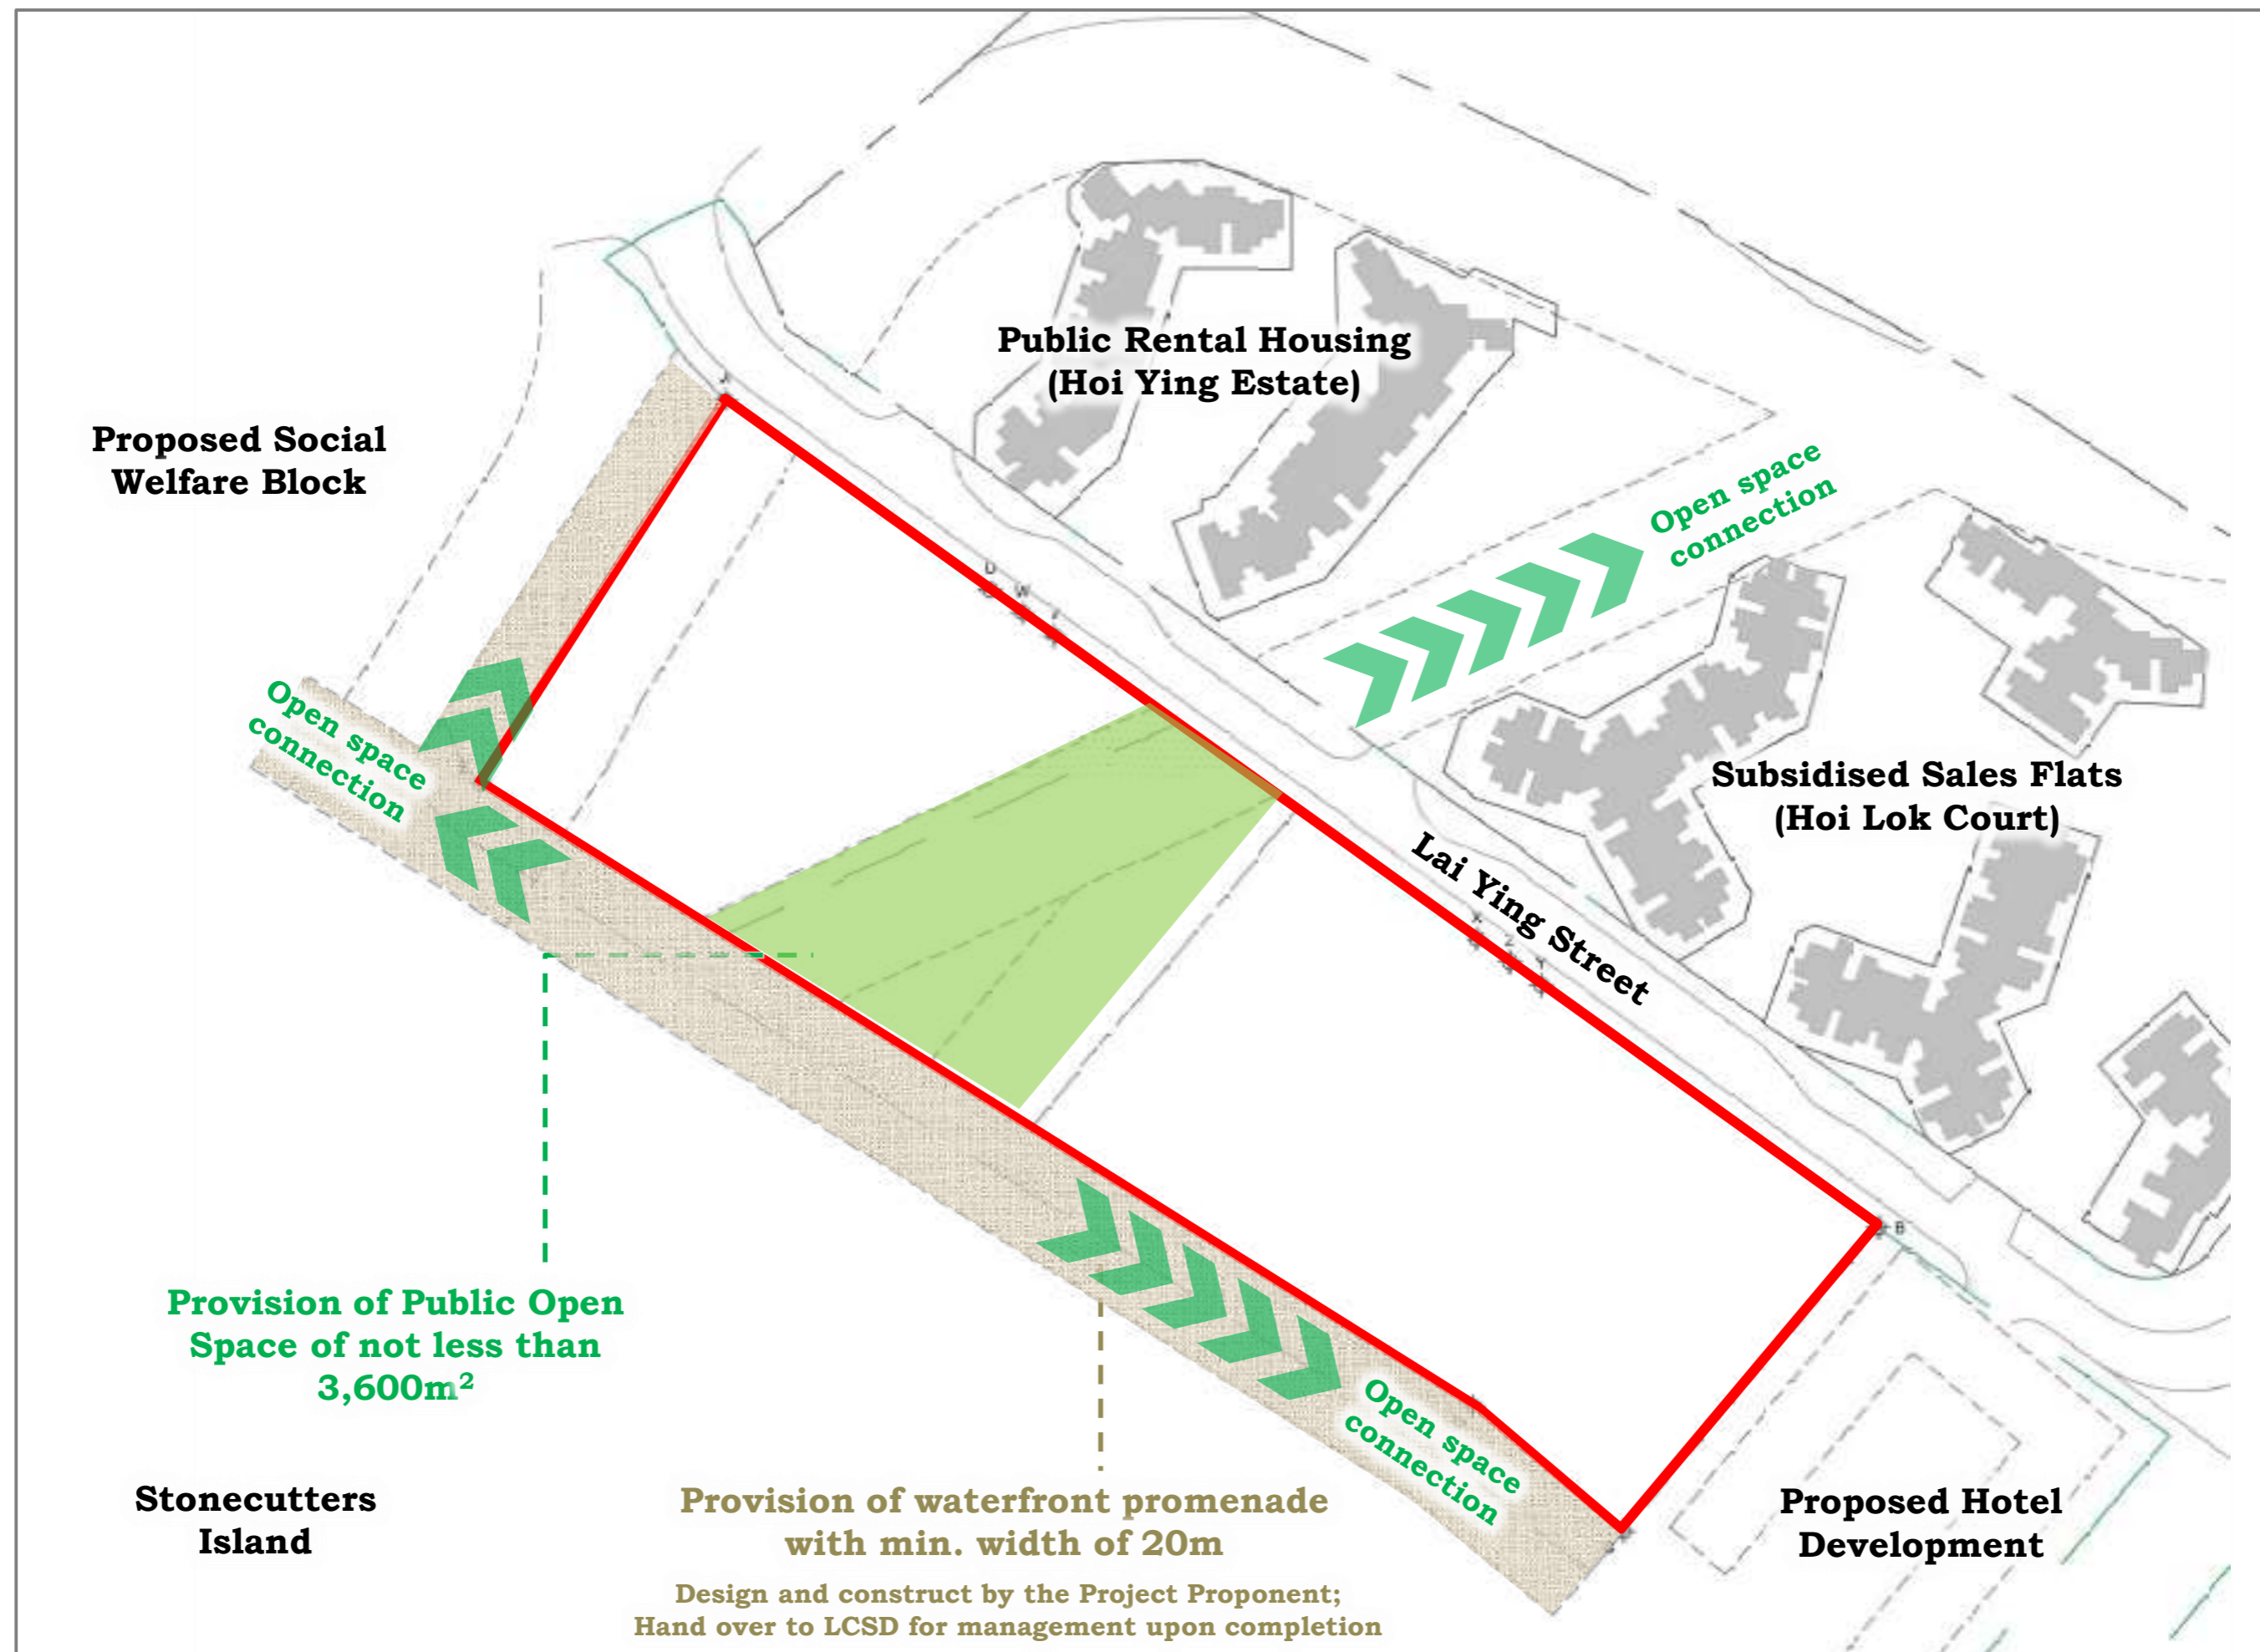 Public Rental Housing
(Hoi Ying Estate)
Proposed Social
Welfare Block
Open space
connection
Open space
connection
Subsidised Sales Flats
(Hoi Lok Court)
Lai Ying Street
D
W
X
Z
Y
B
Provision of Public Open
Space of not less than
3,600m²
Open space
connection
Stonecutters
Island
Provision of waterfront promenade
with min. width of 20m
Design and construct by the Project Proponent;
Hand over to LCSD for management upon completion
Proposed Hotel
Development